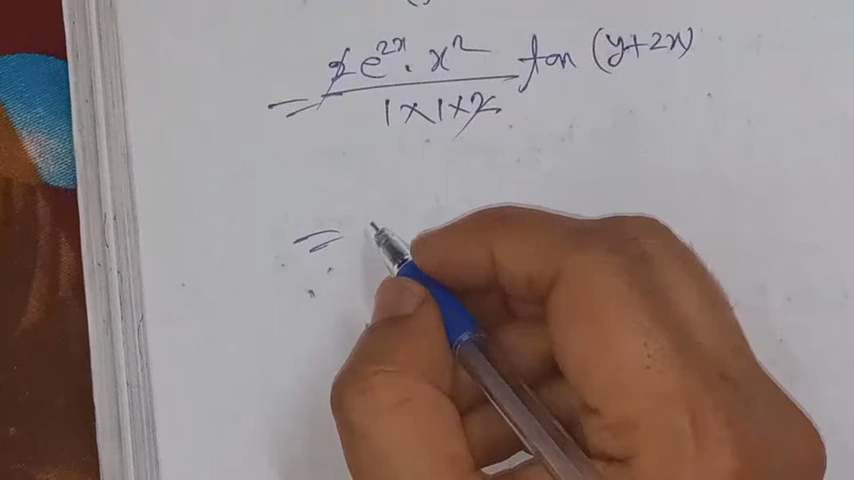 = 2e^{2x} · x^2 / 1×1×2 tan (y+2x)
=